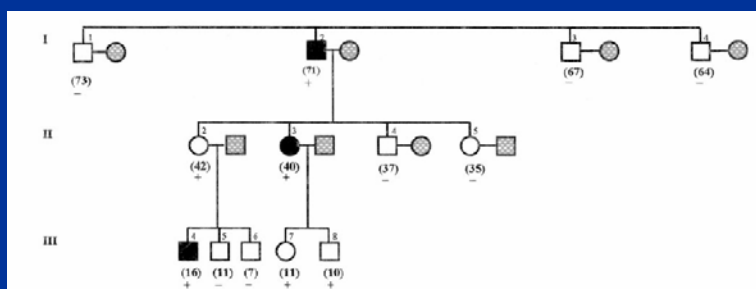 I
1 2 3 4
(73) (71) (67) (64)
– + – –
II
2 3 4 5
(42) (40) (37) (35)
+ + – –
III
4 5 6 7 8
(16) (11) (7) (11) (10)
+ – – + +